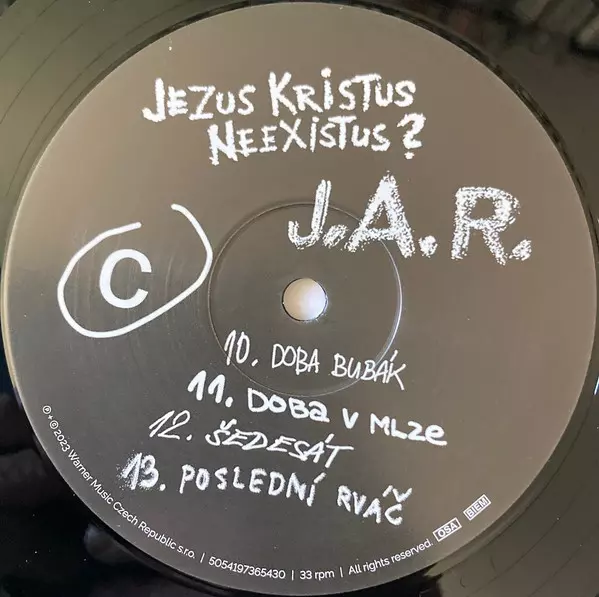 JEZUS KRISTUS
NEEXISTUS?
J.A.R.
C
10. DOBA BUBÁK
11. DOBA V MLZE
12. ŠEDESÁT
13. POSLEDNÍ RVÁČ
℗ + © 2023 Warner Music Czech Republic s.r.o. | 5054197365430 | 33 rpm | All rights reserved. OSA BIEM